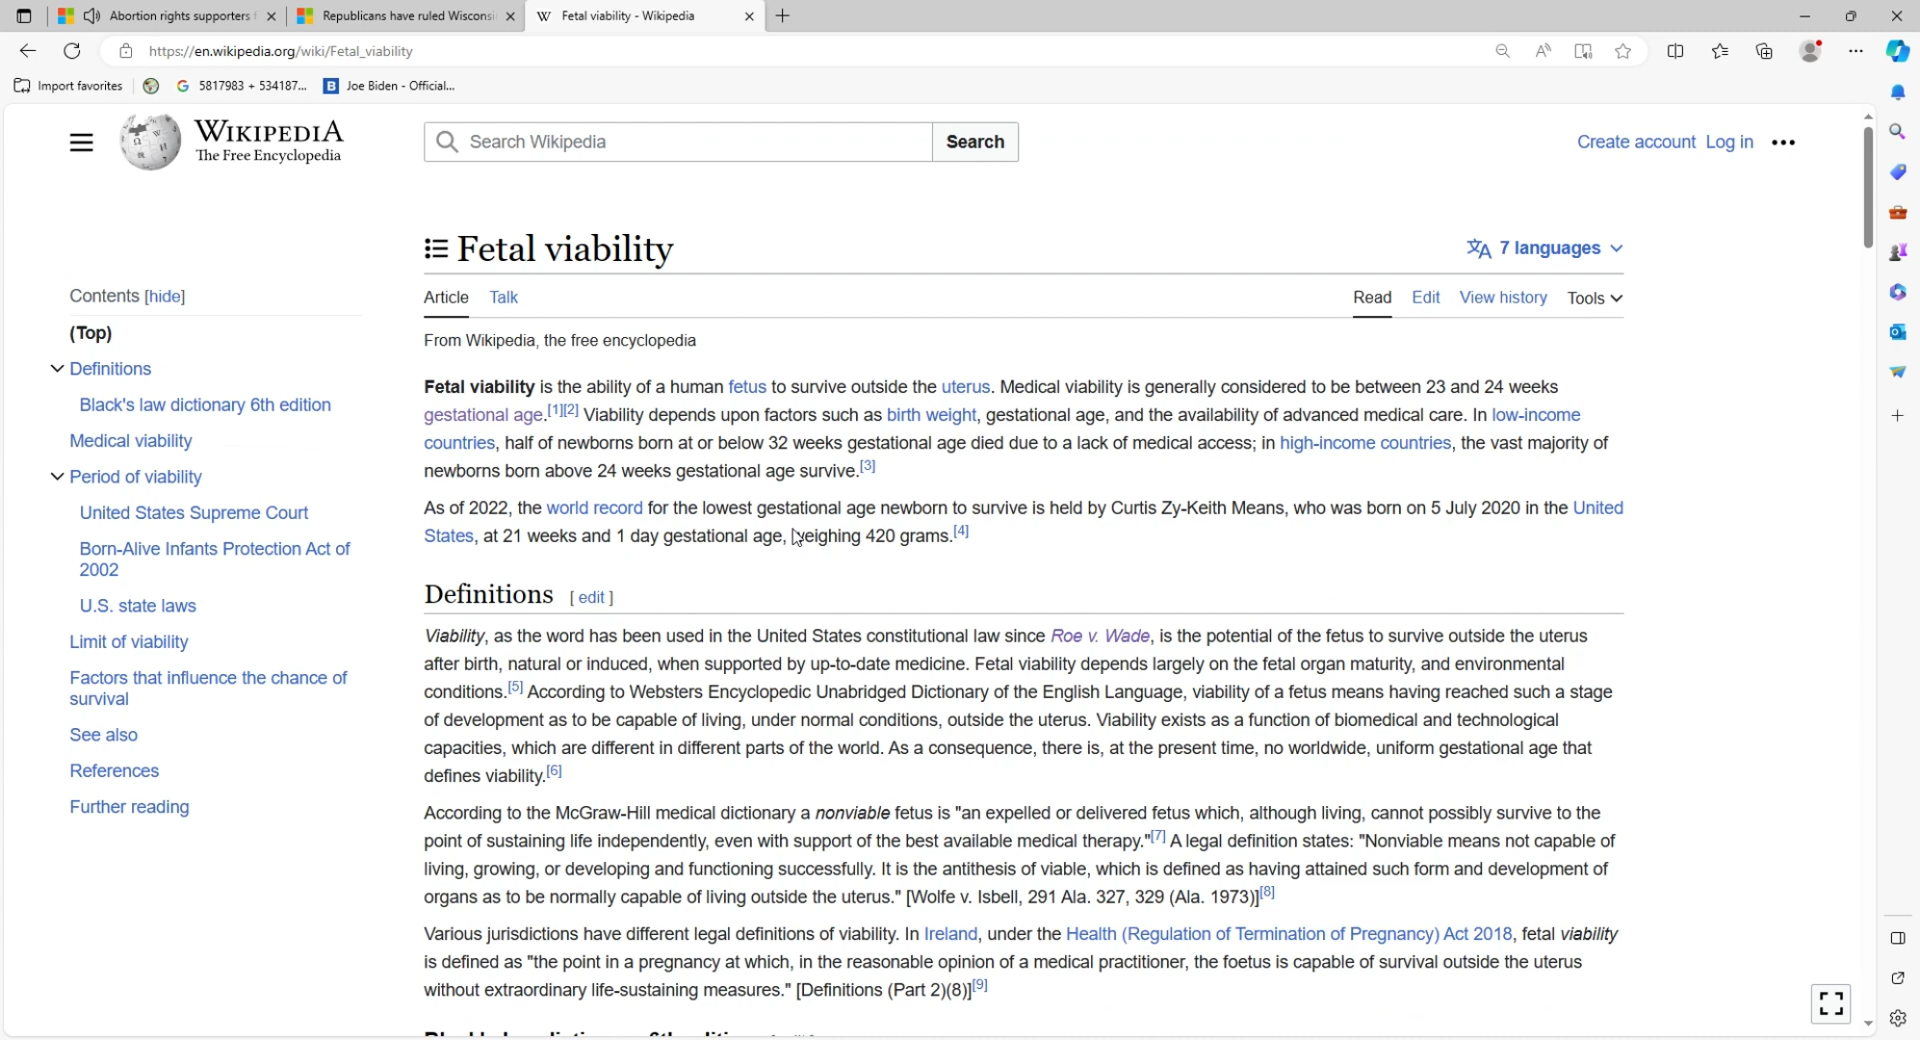 Abortion rights supporters f
Republicans have ruled Wisconsi
Fetal viability - Wikipedia
https://en.wikipedia.org/wiki/Fetal_viability
Import favorites
5817983 + 534187...
Joe Biden - Official...
WIKIPEDIA
The Free Encyclopedia
Search Wikipedia
Search
Create account Log in
Fetal viability
7 languages
Article Talk
Read Edit View history Tools
From Wikipedia, the free encyclopedia
Contents [hide]
(Top)
Definitions
Black's law dictionary 6th edition
Medical viability
Period of viability
United States Supreme Court
Born-Alive Infants Protection Act of
2002
U.S. state laws
Limit of viability
Factors that influence the chance of
survival
See also
References
Further reading
Fetal viability is the ability of a human fetus to survive outside the uterus. Medical viability is generally considered to be between 23 and 24 weeks
gestational age.[1][2] Viability depends upon factors such as birth weight, gestational age, and the availability of advanced medical care. In low-income
countries, half of newborns born at or below 32 weeks gestational age died due to a lack of medical access; in high-income countries, the vast majority of
newborns born above 24 weeks gestational age survive.[3]
As of 2022, the world record for the lowest gestational age newborn to survive is held by Curtis Zy-Keith Means, who was born on 5 July 2020 in the United
States, at 21 weeks and 1 day gestational age, weighing 420 grams.[4]
Definitions [ edit ]
Viability, as the word has been used in the United States constitutional law since Roe v. Wade, is the potential of the fetus to survive outside the uterus
after birth, natural or induced, when supported by up-to-date medicine. Fetal viability depends largely on the fetal organ maturity, and environmental
conditions.[5] According to Websters Encyclopedic Unabridged Dictionary of the English Language, viability of a fetus means having reached such a stage
of development as to be capable of living, under normal conditions, outside the uterus. Viability exists as a function of biomedical and technological
capacities, which are different in different parts of the world. As a consequence, there is, at the present time, no worldwide, uniform gestational age that
defines viability.[6]
According to the McGraw-Hill medical dictionary a nonviable fetus is "an expelled or delivered fetus which, although living, cannot possibly survive to the
point of sustaining life independently, even with support of the best available medical therapy."[7] A legal definition states: "Nonviable means not capable of
living, growing, or developing and functioning successfully. It is the antithesis of viable, which is defined as having attained such form and development of
organs as to be normally capable of living outside the uterus." [Wolfe v. Isbell, 291 Ala. 327, 329 (Ala. 1973)][8]
Various jurisdictions have different legal definitions of viability. In Ireland, under the Health (Regulation of Termination of Pregnancy) Act 2018, fetal viability
is defined as "the point in a pregnancy at which, in the reasonable opinion of a medical practitioner, the foetus is capable of survival outside the uterus
without extraordinary life-sustaining measures." [Definitions (Part 2)(8)][9]